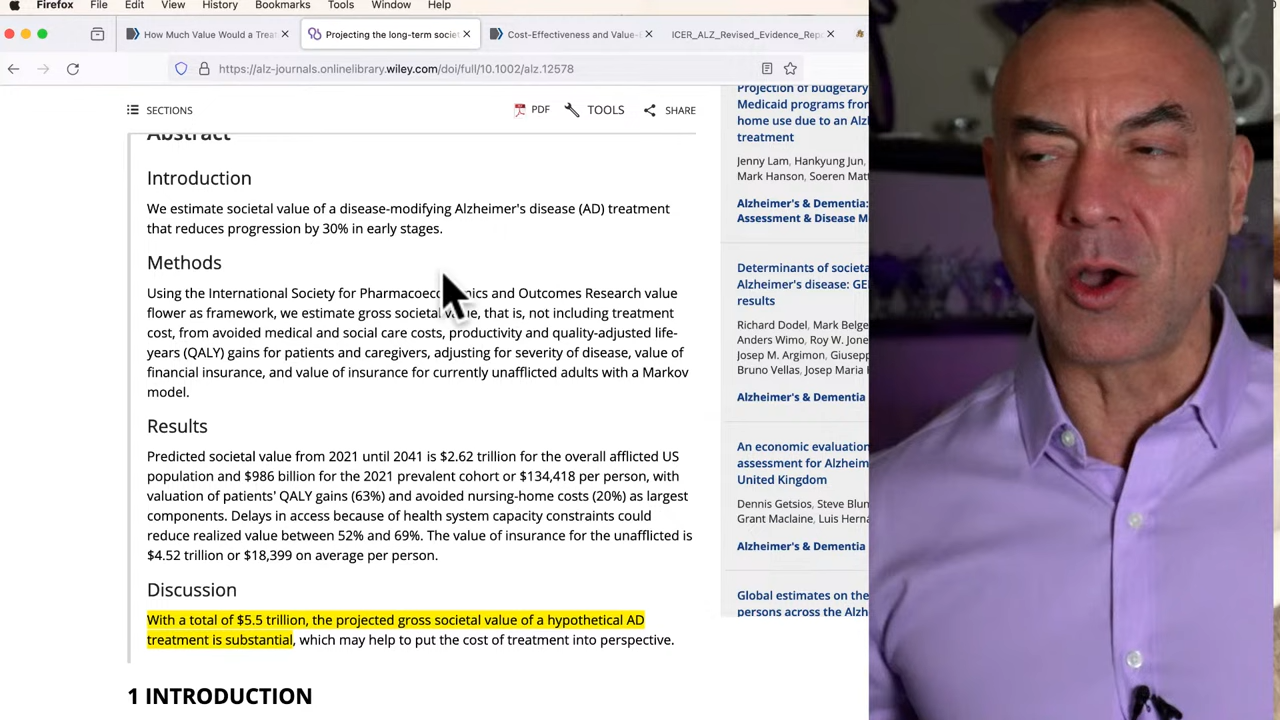 Firefox File Edit View History Bookmarks Tools Window Help
How Much Value Would a Treat
Projecting the long-term societ
Cost-Effectiveness and Value-
ICER_ALZ_Revised_Evidence_Rep
https://alz-journals.onlinelibrary.wiley.com/doi/full/10.1002/alz.12578
SECTIONS
PDF
TOOLS
SHARE
Abstract
Introduction
We estimate societal value of a disease-modifying Alzheimer's disease (AD) treatment
that reduces progression by 30% in early stages.
Methods
Using the International Society for Pharmacoeconomics and Outcomes Research value
flower as framework, we estimate gross societal value, that is, not including treatment
cost, from avoided medical and social care costs, productivity and quality-adjusted life-
years (QALY) gains for patients and caregivers, adjusting for severity of disease, value of
financial insurance, and value of insurance for currently unafflicted adults with a Markov
model.
Results
Predicted societal value from 2021 until 2041 is $2.62 trillion for the overall afflicted US
population and $986 billion for the 2021 prevalent cohort or $134,418 per person, with
valuation of patients' QALY gains (63%) and avoided nursing-home costs (20%) as largest
components. Delays in access because of health system capacity constraints could
reduce realized value between 52% and 69%. The value of insurance for the unafflicted is
$4.52 trillion or $18,399 on average per person.
Discussion
With a total of $5.5 trillion, the projected gross societal value of a hypothetical AD
treatment is substantial, which may help to put the cost of treatment into perspective.
1 INTRODUCTION
Projection of budgetary
Medicaid programs from
home use due to an Alz
treatment
Jenny Lam, Hankyung Jun,
Mark Hanson, Soeren Matt
Alzheimer's & Dementia:
Assessment & Disease M
Determinants of societa
Alzheimer's disease: GE
results
Richard Dodel, Mark Belge
Anders Wimo, Roy W. Jone
Josep M. Argimon, Giusepp
Bruno Vellas, Josep Maria
Alzheimer's & Dementia
An economic evaluation
assessment for Alzheim
United Kingdom
Dennis Getsios, Steve Blun
Grant Maclaine, Luis Herna
Alzheimer's & Dementia
Global estimates on the
persons across the Alzh